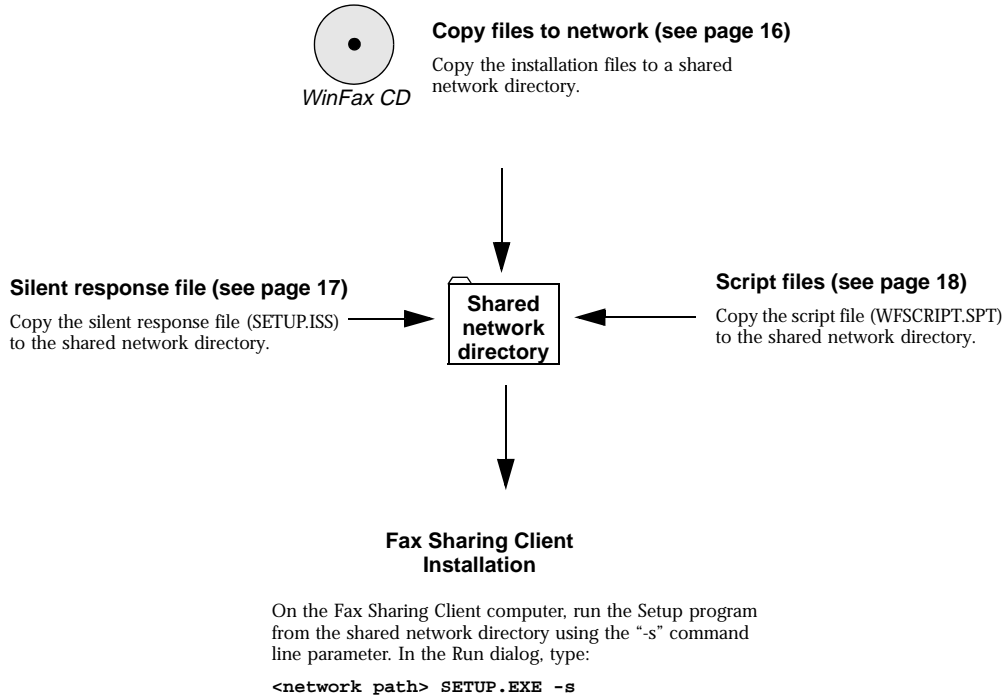 Copy files to network (see page 16)
Copy the installation files to a shared
network directory.
WinFax CD
Silent response file (see page 17)
Copy the silent response file (SETUP.ISS)
to the shared network directory.
Shared
network
directory
Script files (see page 18)
Copy the script file (WFSCRIPT.SPT)
to the shared network directory.
Fax Sharing Client
Installation
On the Fax Sharing Client computer, run the Setup program
from the shared network directory using the “-s” command
line parameter. In the Run dialog, type:
<network path> SETUP.EXE -s